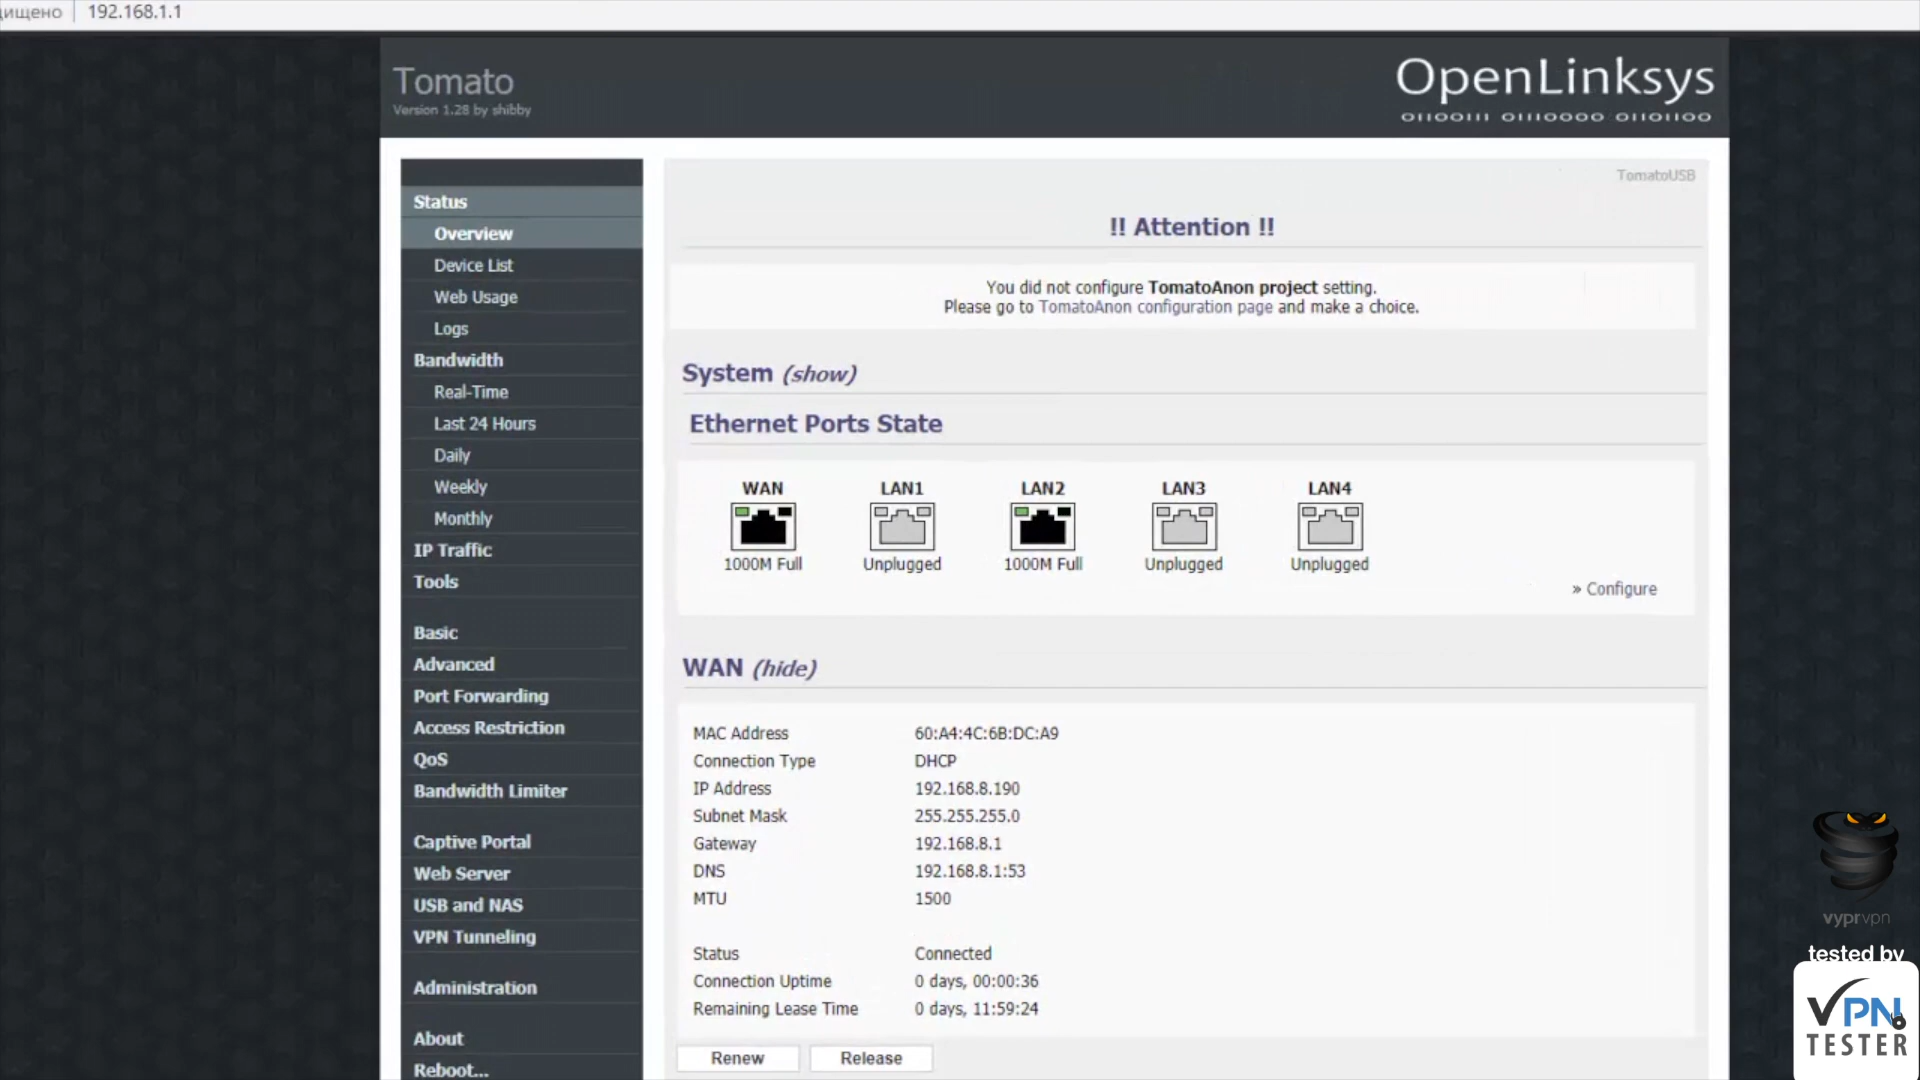 192.168.1.1
Tomato
Version 1.28 by shibby
OpenLinksys
01100111 01110000 01101100
Status
Overview
Device List
Web Usage
Logs
Bandwidth
Real-Time
Last 24 Hours
Daily
Weekly
Monthly
IP Traffic
Tools
Basic
Advanced
Port Forwarding
Access Restriction
QoS
Bandwidth Limiter
Captive Portal
Web Server
USB and NAS
VPN Tunneling
Administration
About
Reboot...
TomatoUSB
!! Attention !!
You did not configure TomatoAnon project setting.
Please go to TomatoAnon configuration page and make a choice.
System (show)
Ethernet Ports State
WAN LAN1 LAN2 LAN3 LAN4
1000M Full Unplugged 1000M Full Unplugged Unplugged
» Configure
WAN (hide)
MAC Address 60:A4:4C:6B:DC:A9
Connection Type DHCP
IP Address 192.168.8.190
Subnet Mask 255.255.255.0
Gateway 192.168.8.1
DNS 192.168.8.1:53
MTU 1500
Status Connected
Connection Uptime 0 days, 00:00:36
Remaining Lease Time 0 days, 11:59:24
Renew Release
vyprvpn
tested by
VPN
TESTER